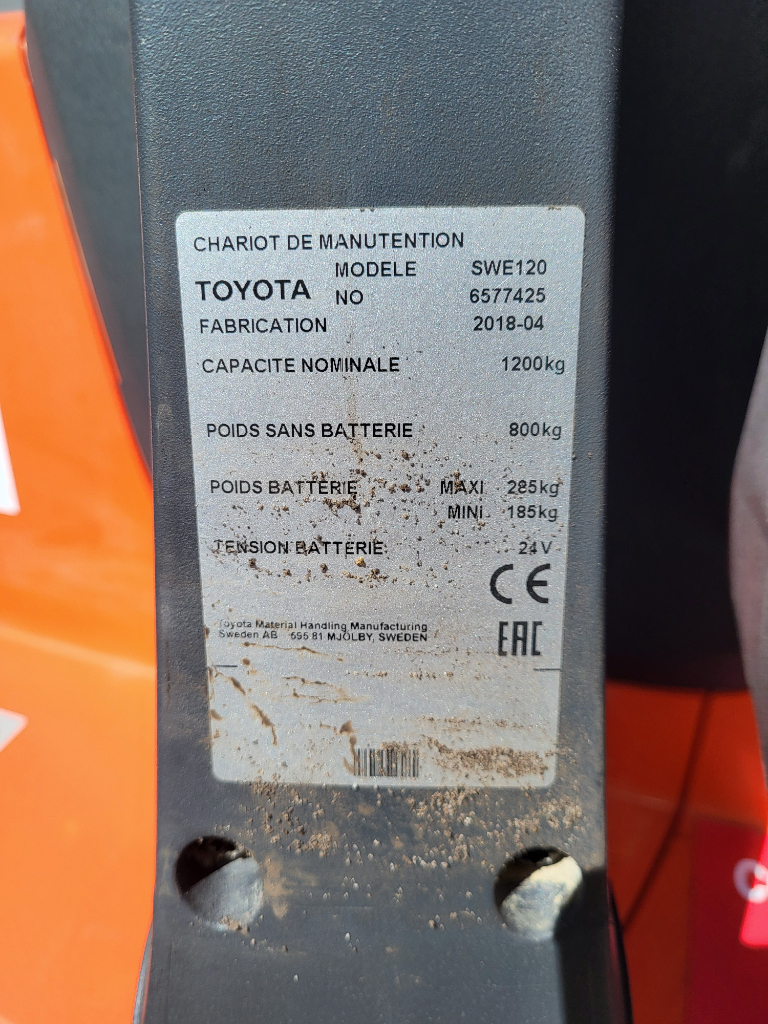 CHARIOT DE MANUTENTION
MODELE SWE120
TOYOTA NO 6577425
FABRICATION 2018-04
CAPACITE NOMINALE 1200kg
POIDS SANS BATTERIE 800kg
POIDS BATTERIE MAXI 285kg
MINI 185kg
TENSION BATTERIE 24V
CE
Toyota Material Handling Manufacturing
Sweden AB 595 81 MJÖLBY, SWEDEN
EAC